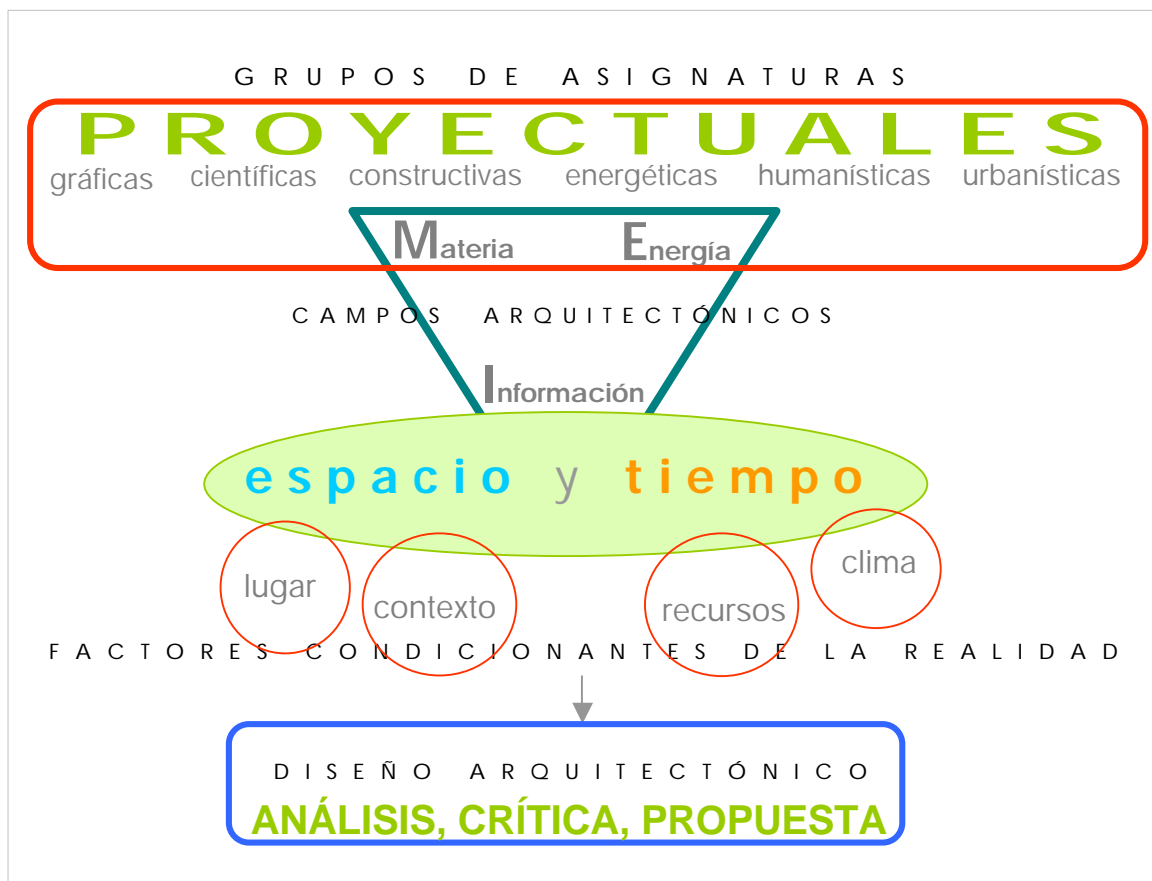 GRUPOS DE ASIGNATURAS
PROYECTUALES
gráficas científicas constructivas energéticas humanísticas urbanísticas
Materia Energía
CAMPOS ARQUITECTÓNICOS
Información
espacio y tiempo
clima
lugar
contexto recursos
FACTORES CONDICIONANTES DE LA REALIDAD
DISEÑO ARQUITECTÓNICO
ANÁLISIS, CRÍTICA, PROPUESTA